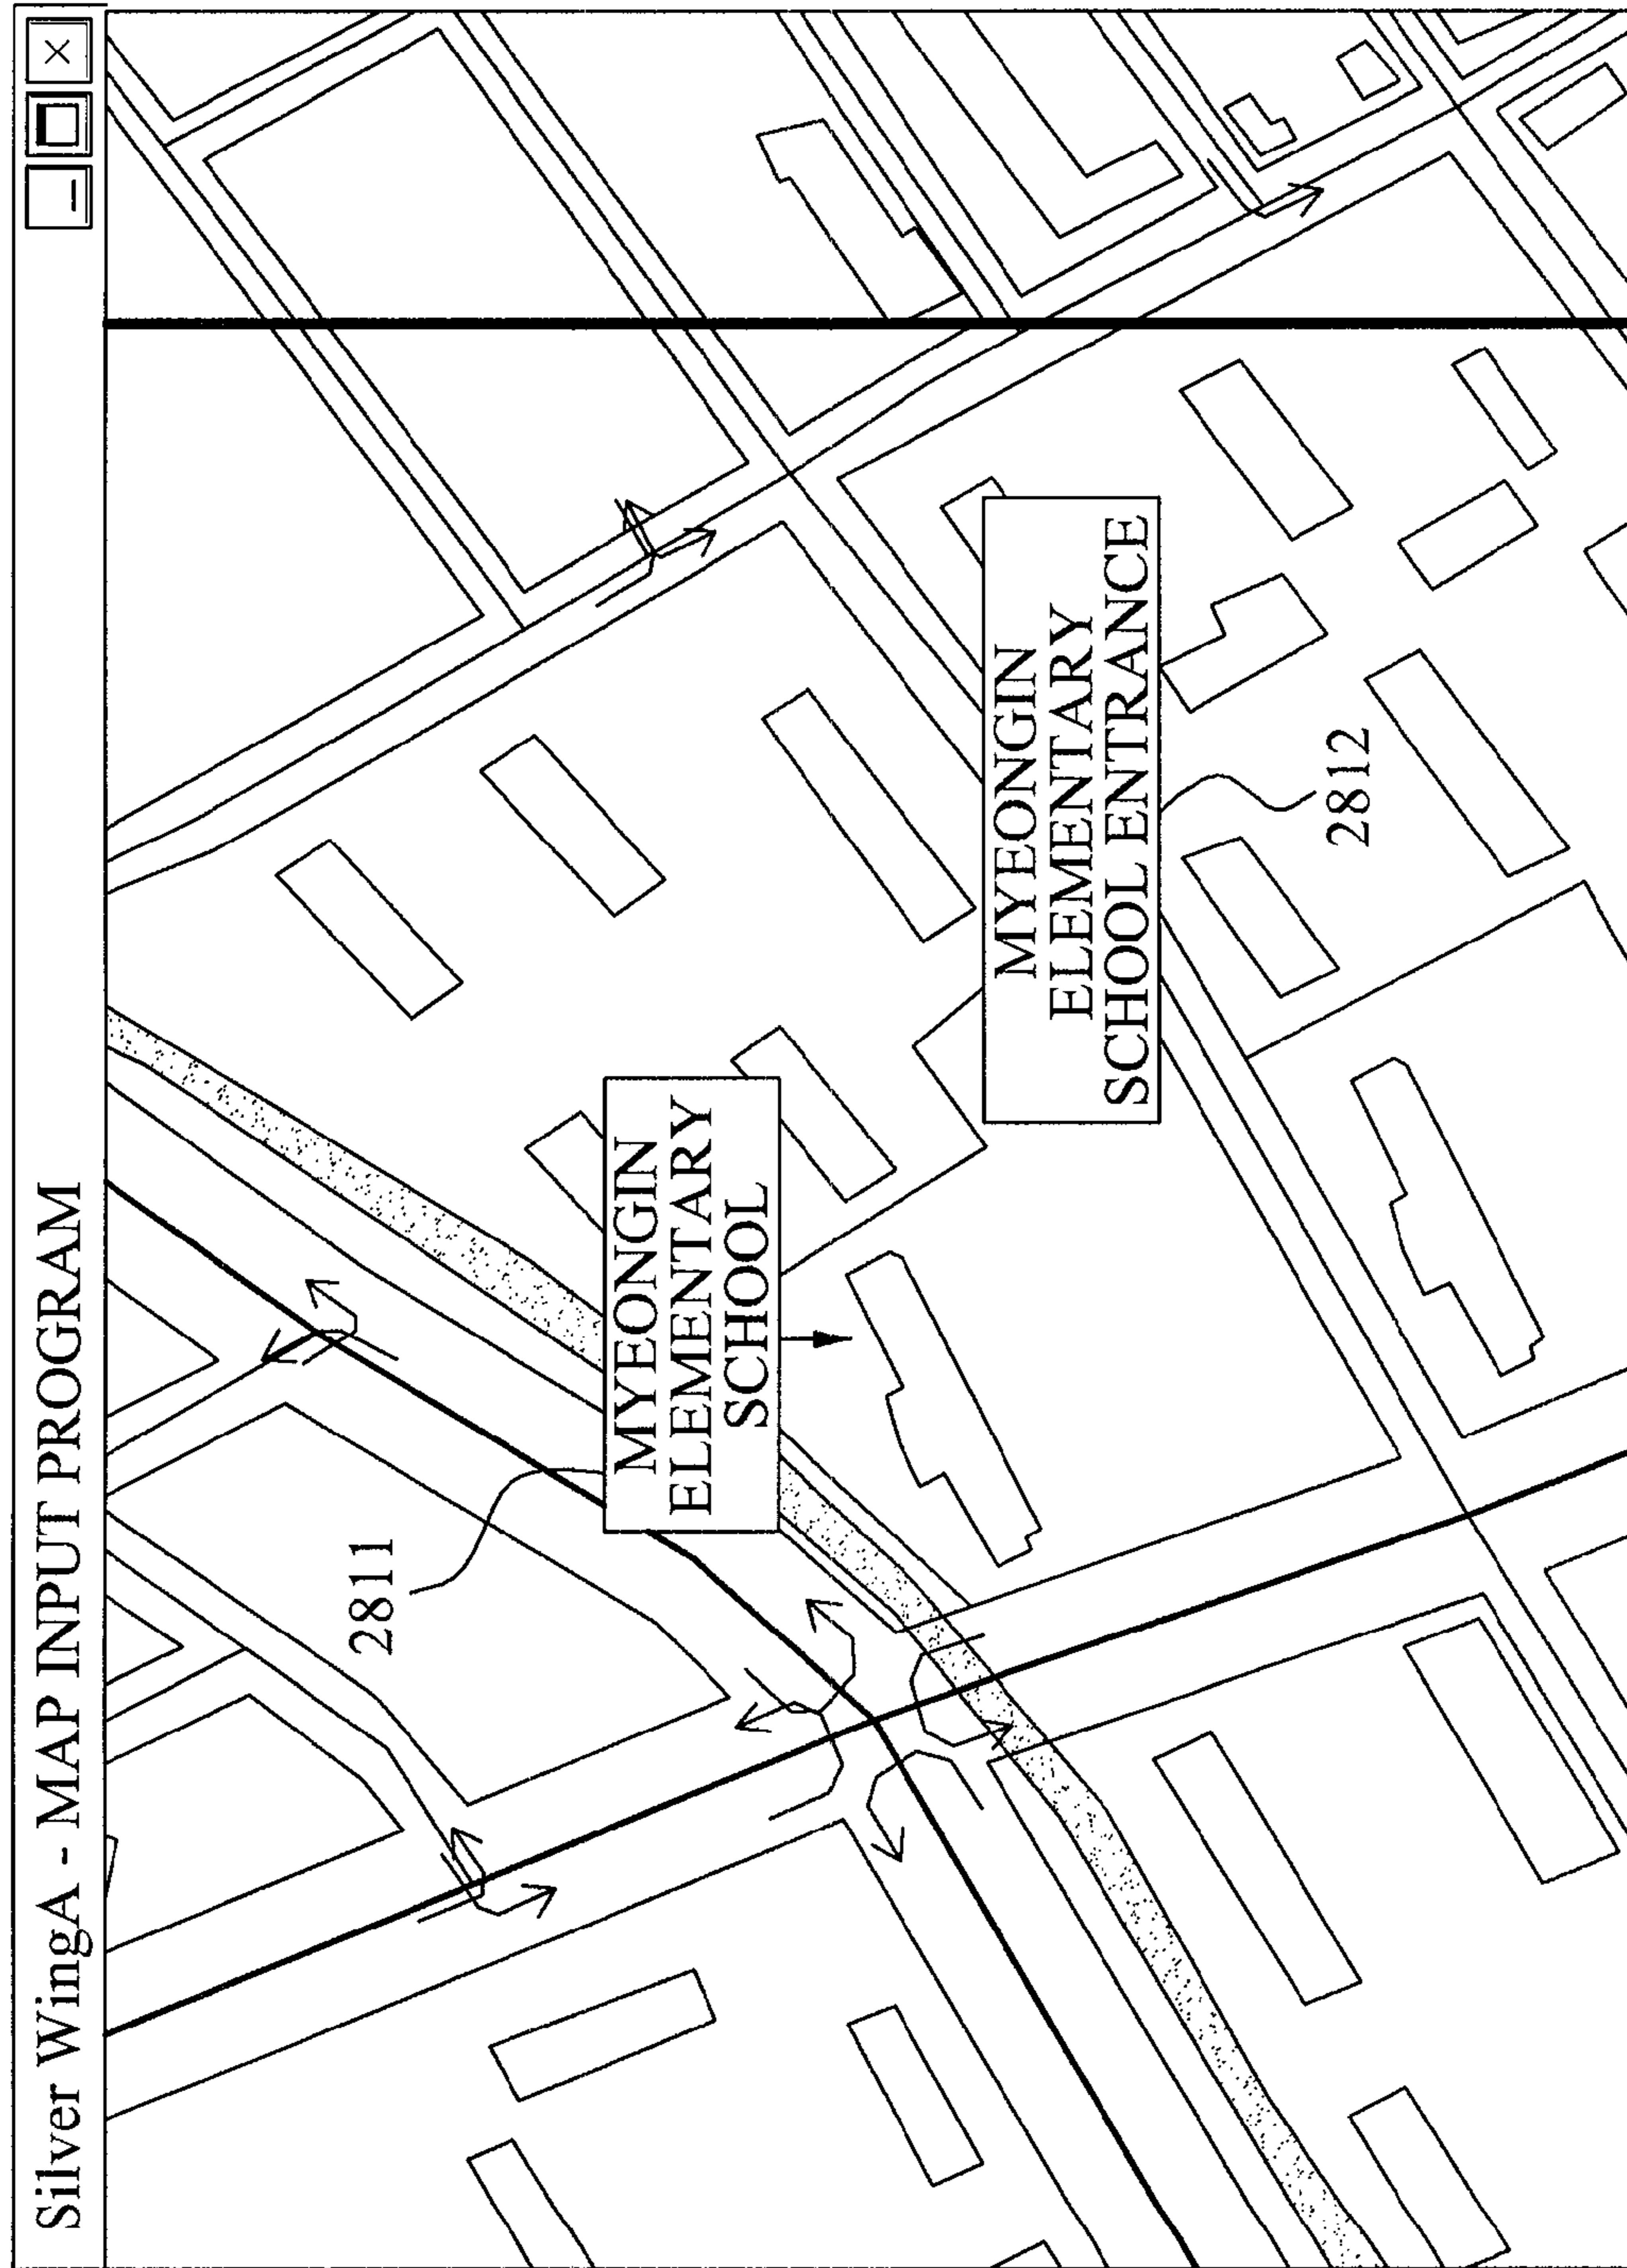 Silver WingA - MAP INPUT PROGRAM
2811
MYEONGIN
ELEMENTARY
SCHOOL
MYEONGIN
ELEMENTARY
SCHOOL ENTRANCE
2812